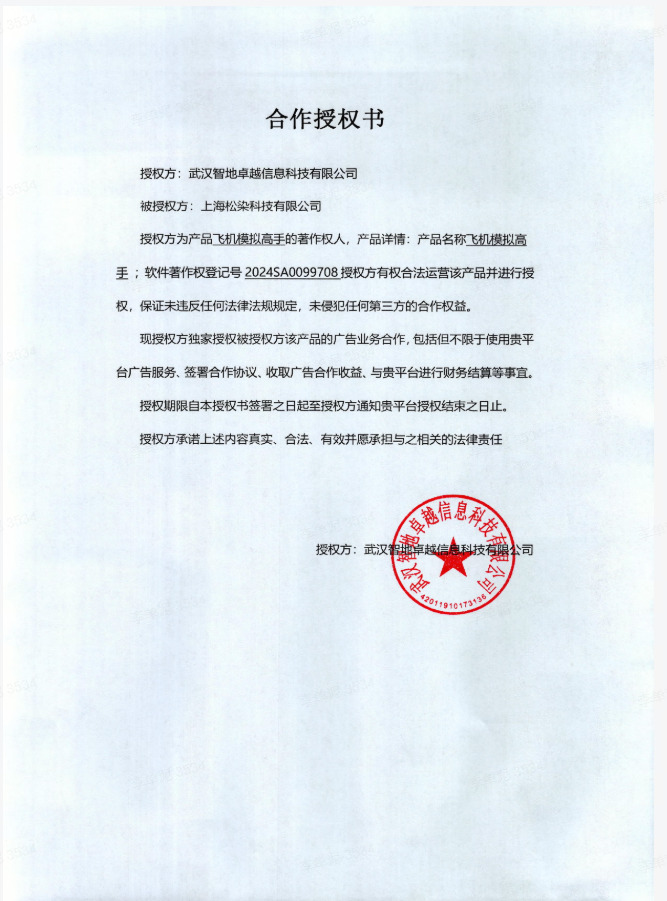 合作授权书
授权方：武汉智地卓越信息科技有限公司
被授权方：上海松染科技有限公司
授权方为产品飞机模拟高手的著作权人，产品详情：产品名称飞机模拟高
手；软件著作权登记号 2024SA0099708 授权方有权合法运营该产品并进行授
权，保证未违反任何法律法规规定，未侵犯任何第三方的合作权益。
现授权方独家授权被授权方该产品的广告业务合作，包括但不限于使用贵平
台广告服务、签署合作协议、收取广告合作收益、与贵平台进行财务结算等事宜。
授权期限自本授权书签署之日起至授权方通知贵平台授权结束之日止。
授权方承诺上述内容真实、合法、有效并愿承担与之相关的法律责任
授权方：武汉智地卓越信息科技有限公司
武汉智地卓越信息科技有限公司
42011910173136